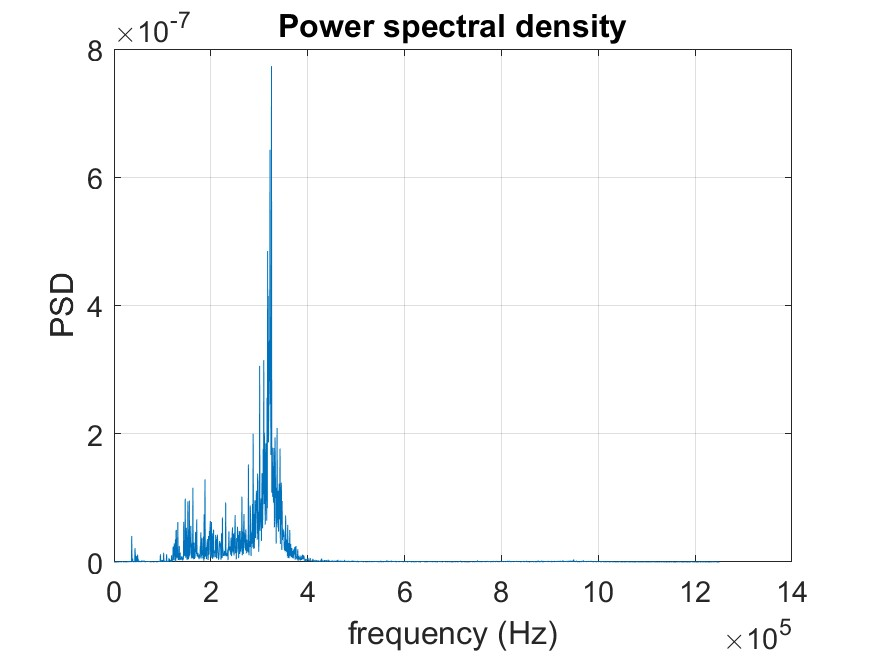 ×10⁻⁷
Power spectral density
8
6
4
2
0
PSD
0 2 4 6 8 10 12 14
frequency (Hz)
×10⁵